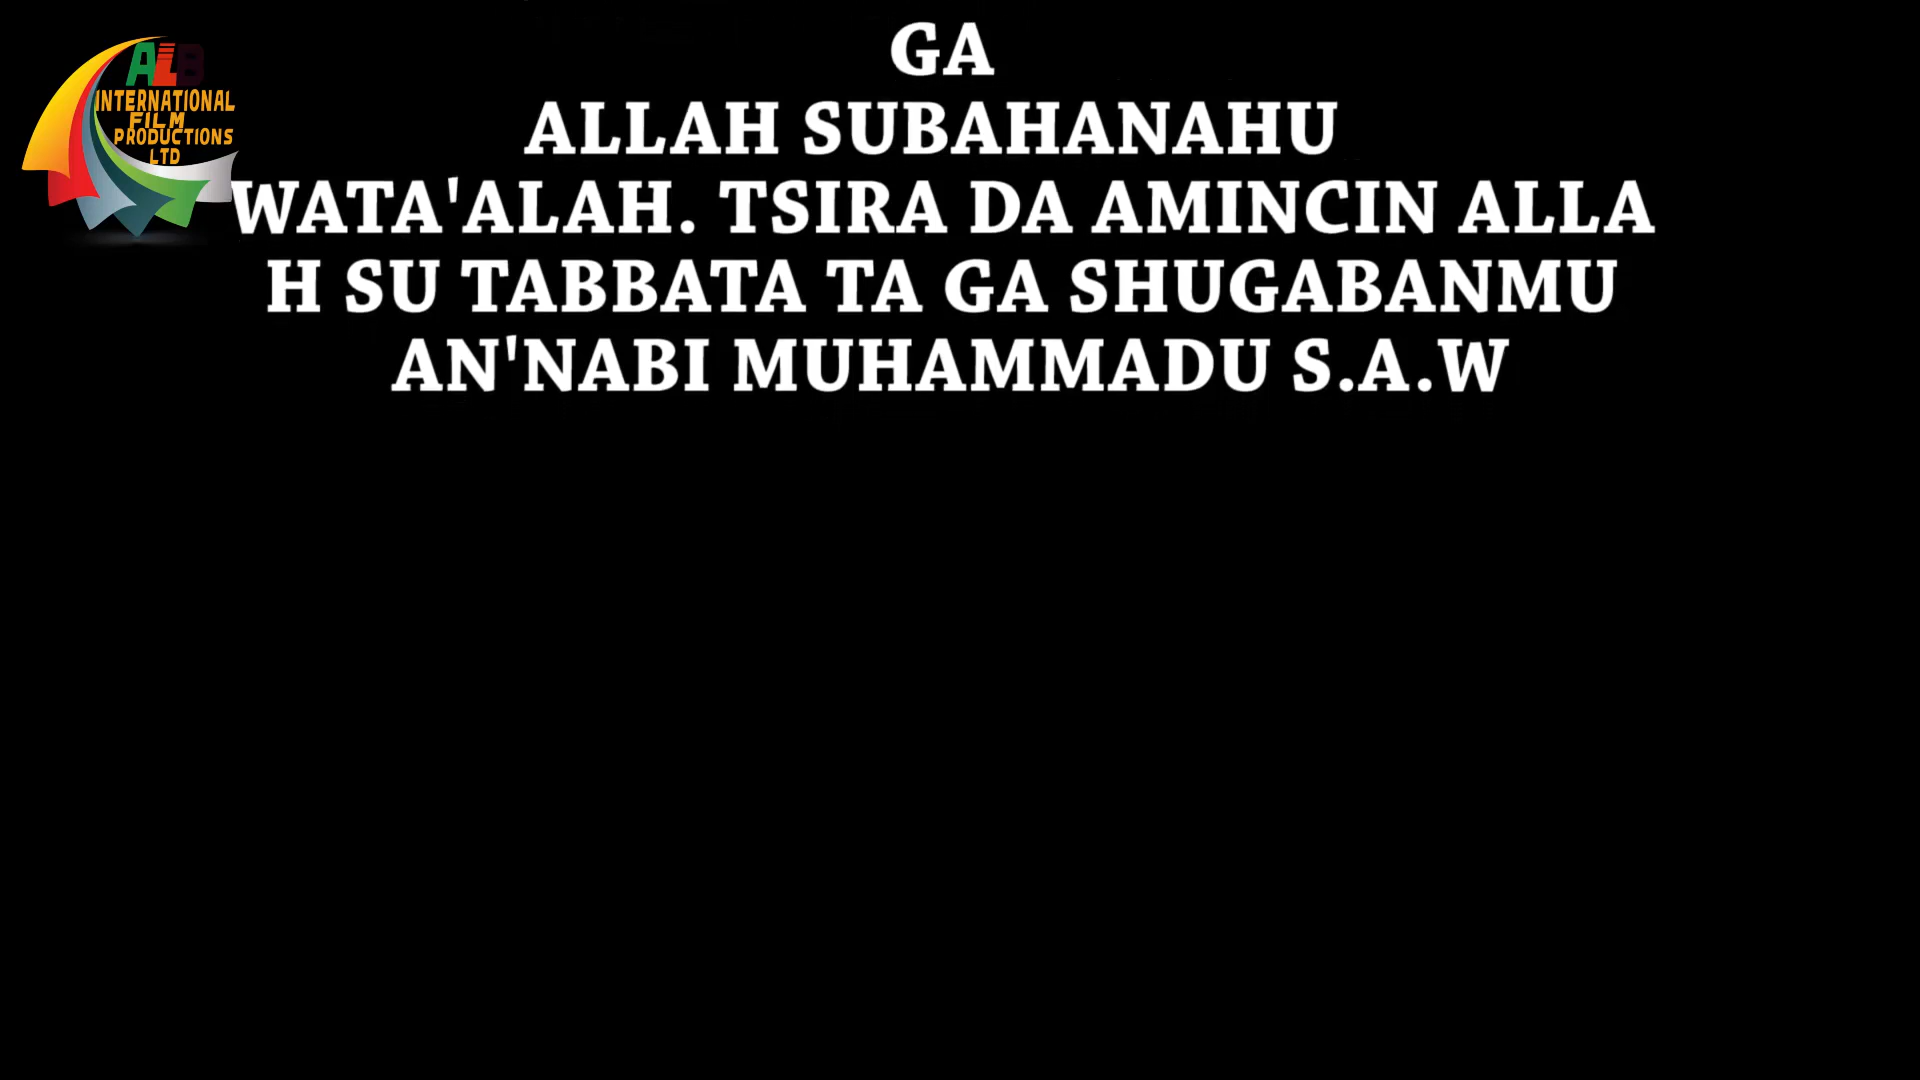 ALB
INTERNATIONAL
FILM
PRODUCTIONS
LTD
GA
ALLAH SUBAHANAHU
WATA'ALAH. TSIRA DA AMINCIN ALLA
H SU TABBATA TA GA SHUGABANMU
AN'NABI MUHAMMADU S.A.W